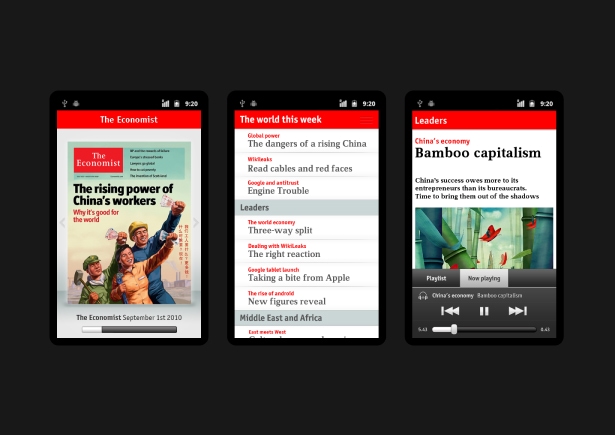 9:20
The Economist
The
Economist
The rising power of
China's workers
Why it's good for
the world
The Economist September 1st 2010
9:20
The world this week
Global power
The dangers of a rising China
Wikileaks
Read cables and red faces
Google and antitrust
Engine Trouble
Leaders
The world economy
Three-way split
Dealing with WikiLeaks
The right reaction
Google tablet launch
Taking a bite from Apple
The rise of android
New figures reveal
Middle East and Africa
East meets West
9:20
Leaders
China's economy
Bamboo capitalism
China's success owes more to its
entrepreneurs than its bureaucrats.
Time to bring them out of the shadows
Playlist Now playing
China's economy Bamboo capitalism
5.43 8.43